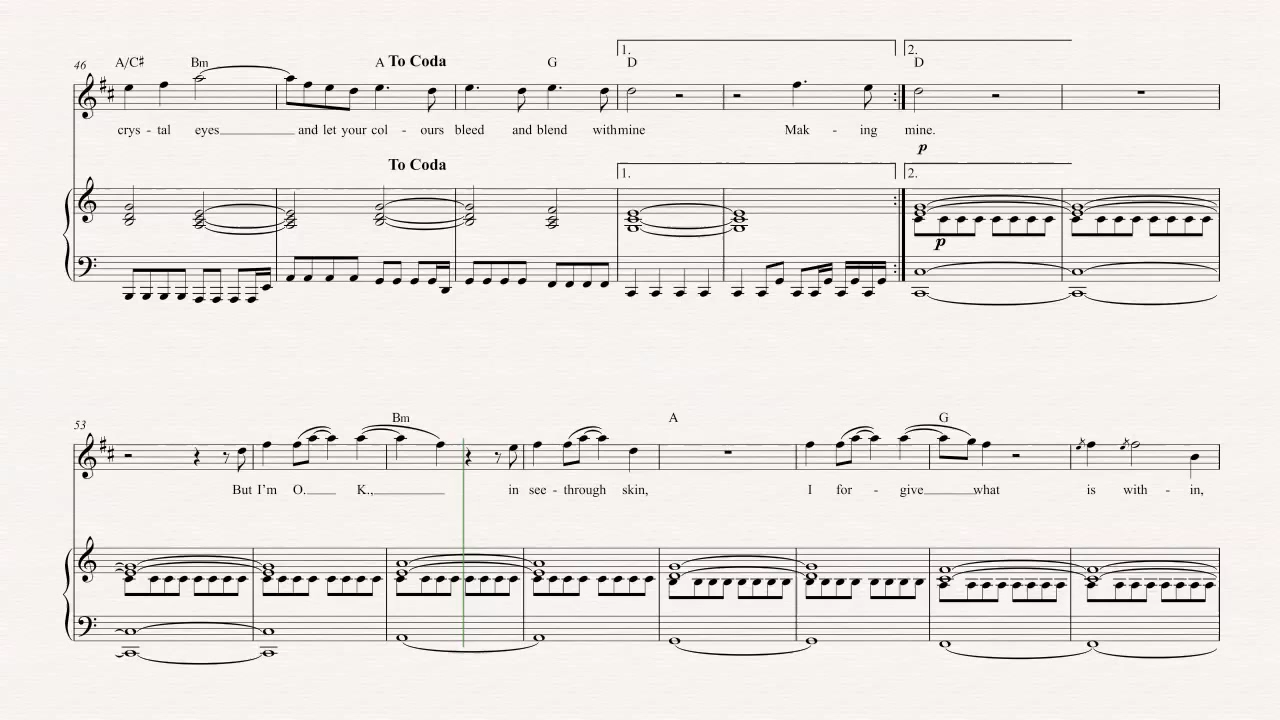 1. 2.
46 A/C♯ Bm A To Coda G D D
crys - tal eyes and let your col - ours bleed and blend with mine Mak - ing mine.
p
To Coda 1. 2.
p
53 Bm A G
But I'm O. K., in see - through skin, I for - give what is with - in,